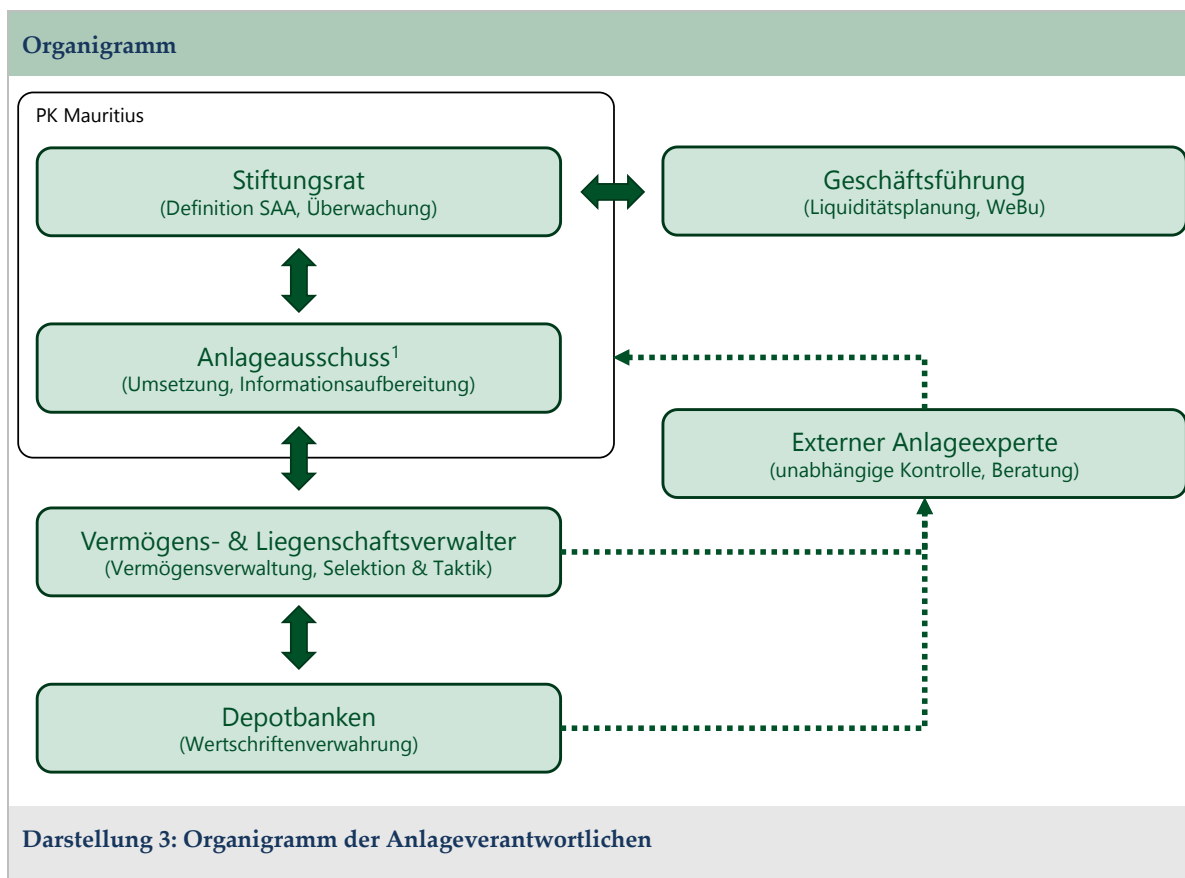 Organigramm
PK Mauritius
Stiftungsrat
(Definition SAA, Überwachung)
Geschäftsführung
(Liquiditätsplanung, WeBu)
Anlageausschuss¹
(Umsetzung, Informationsaufbereitung)
Externer Anlageexperte
(unabhängige Kontrolle, Beratung)
Vermögens- & Liegenschaftsverwalter
(Vermögensverwaltung, Selektion & Taktik)
Depotbanken
(Wertschriftenverwahrung)
Darstellung 3: Organigramm der Anlageverantwortlichen